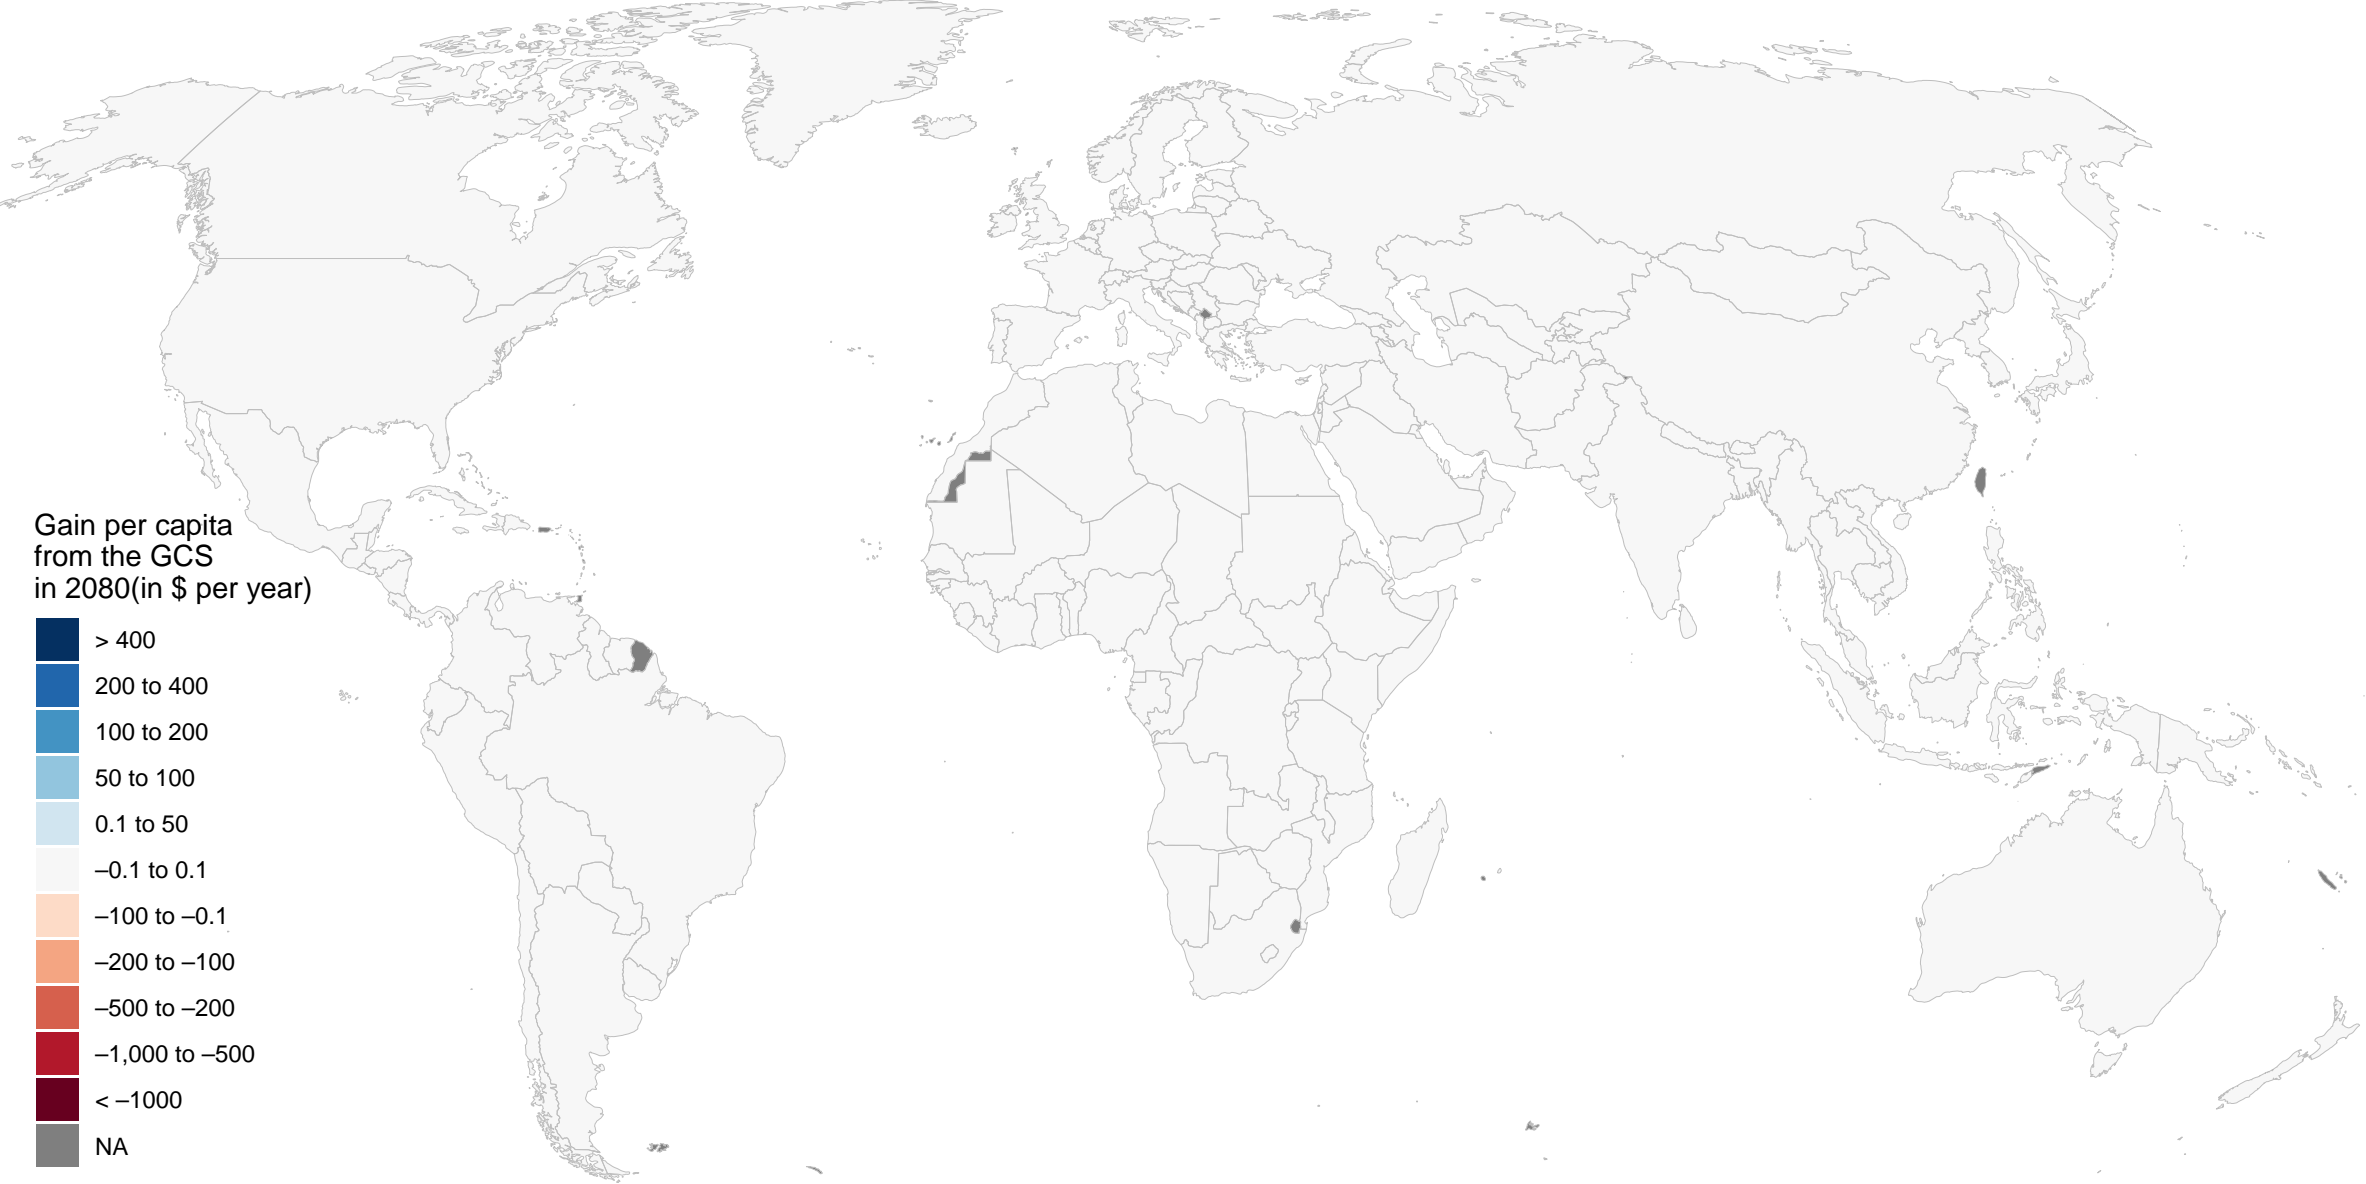 Gain per capita
from the GCS
in 2080(in $ per year)
> 400
200 to 400
100 to 200
50 to 100
0.1 to 50
–0.1 to 0.1
–100 to –0.1
–200 to –100
–500 to –200
–1,000 to –500
< –1000
NA